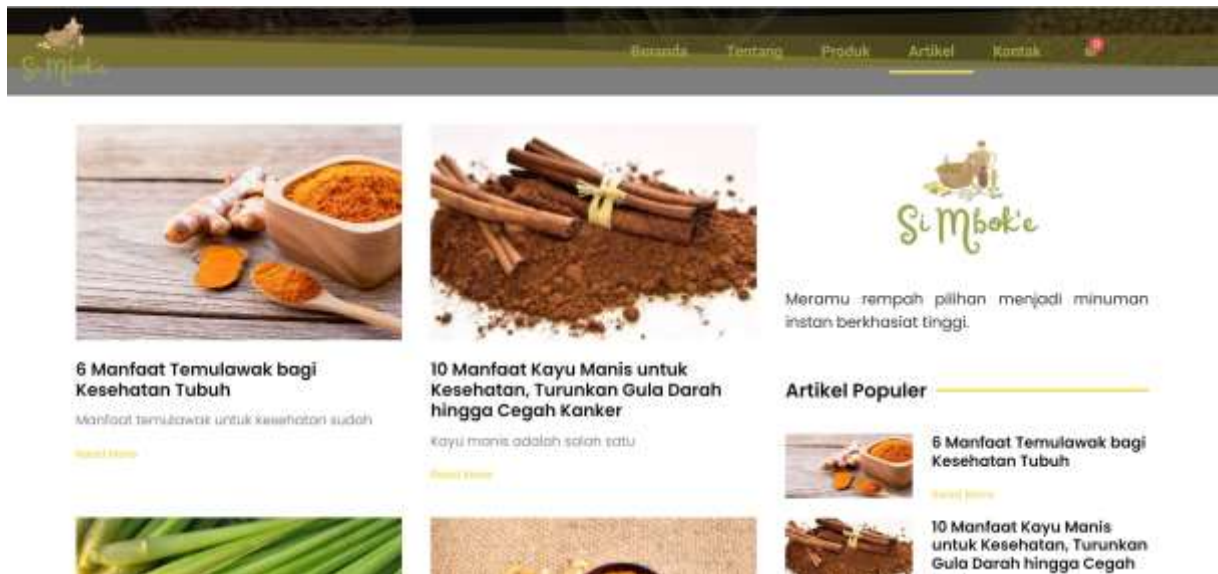 Si Mbok'e
Beranda Tentang Produk Artikel Kontak
6 Manfaat Temulawak bagi
Kesehatan Tubuh
Manfaat temulawak untuk kesehatan sudah
Read More
10 Manfaat Kayu Manis untuk
Kesehatan, Turunkan Gula Darah
hingga Cegah Kanker
Kayu manis adalah salah satu
Read More
Si Mbok'e
Meramu rempah pilihan menjadi minuman
instan berkhasiat tinggi.
Artikel Populer
6 Manfaat Temulawak bagi
Kesehatan Tubuh
Read More
10 Manfaat Kayu Manis
untuk Kesehatan, Turunkan
Gula Darah hingga Cegah